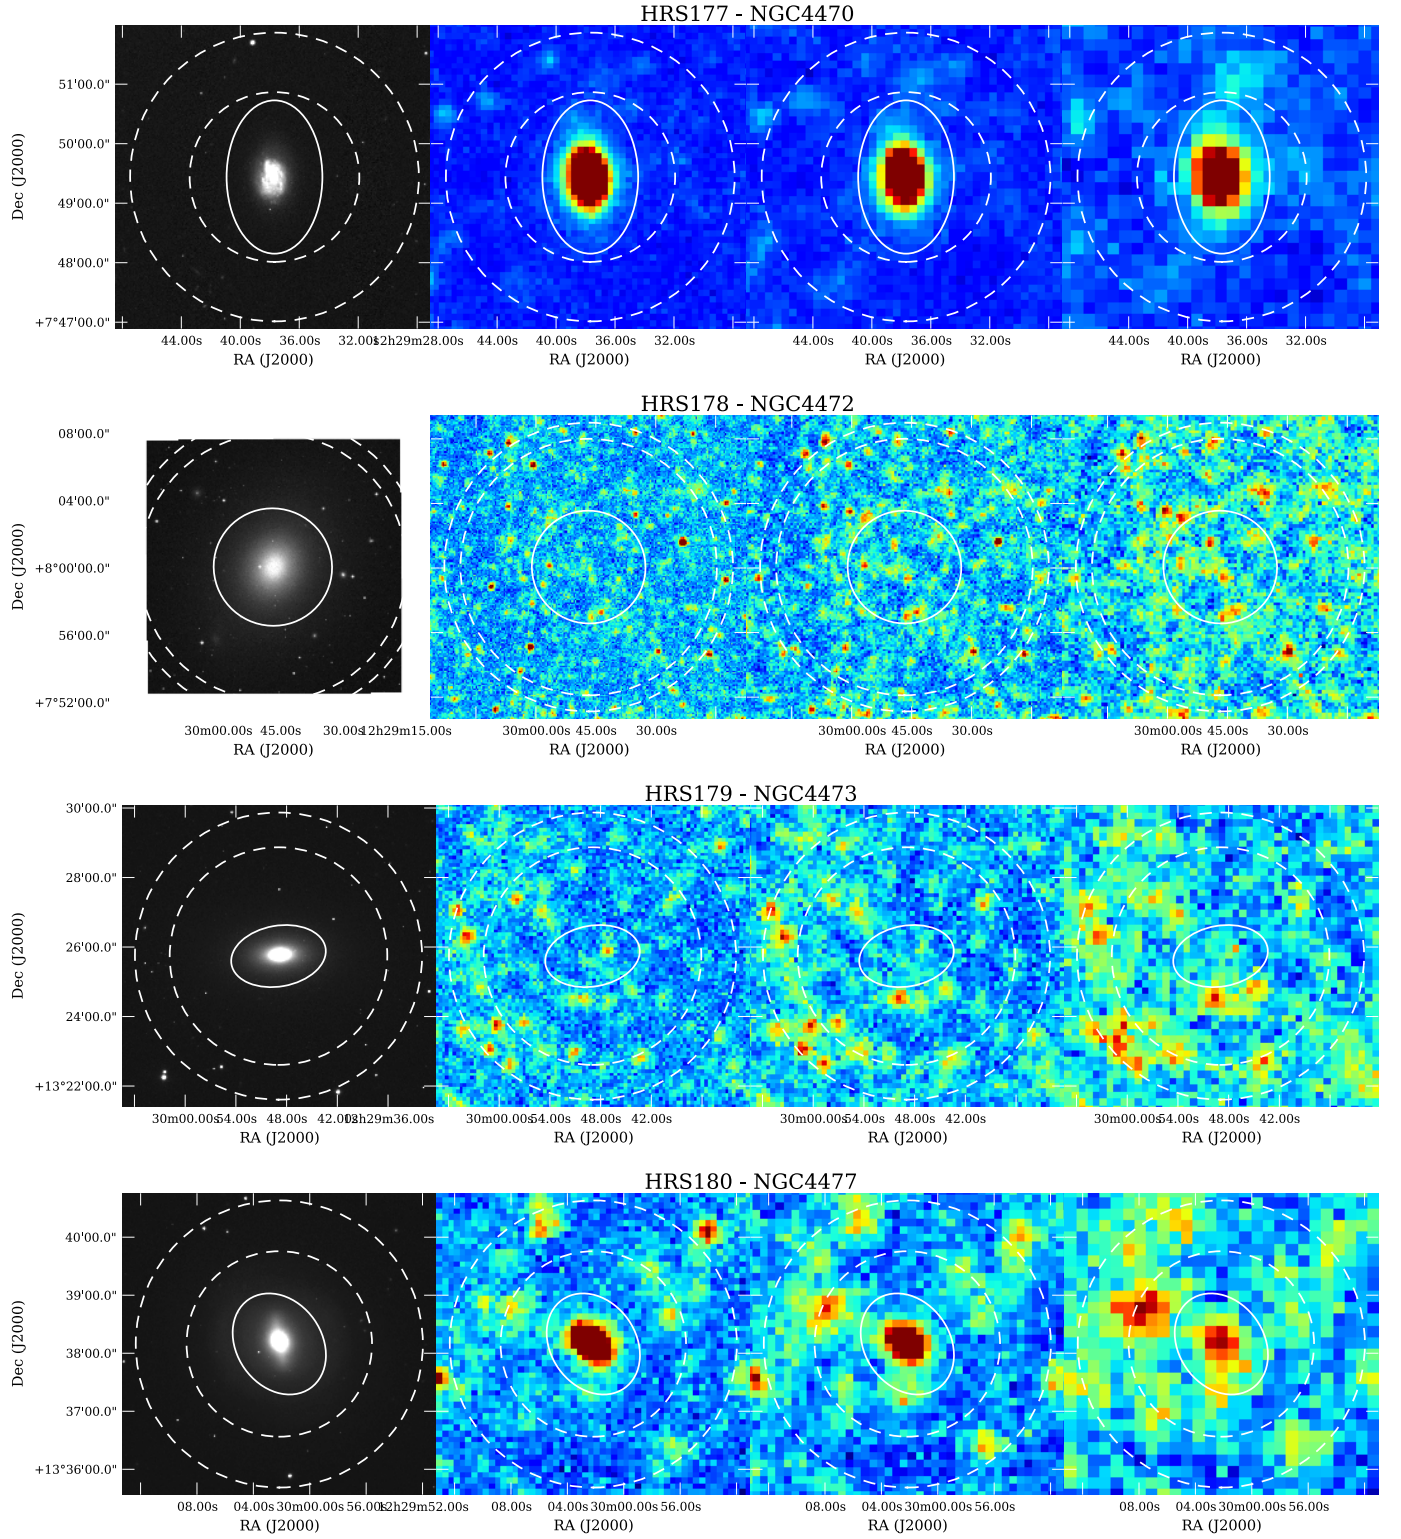 HRS177 - NGC4470
51'00.0"
50'00.0"
49'00.0"
48'00.0"
+7°47'00.0"
Dec (J2000)
44.00s 40.00s 36.00s 32.00s 12h29m28.00s 44.00s 40.00s 36.00s 32.00s 44.00s 40.00s 36.00s 32.00s 44.00s 40.00s 36.00s 32.00s
RA (J2000) RA (J2000) RA (J2000) RA (J2000)
HRS178 - NGC4472
08'00.0"
04'00.0"
+8°00'00.0"
56'00.0"
+7°52'00.0"
Dec (J2000)
30m00.00s 45.00s 30.00s 12h29m15.00s 30m00.00s 45.00s 30.00s 30m00.00s 45.00s 30.00s 30m00.00s 45.00s 30.00s
RA (J2000) RA (J2000) RA (J2000) RA (J2000)
HRS179 - NGC4473
30'00.0"
28'00.0"
26'00.0"
24'00.0"
+13°22'00.0"
Dec (J2000)
30m00.00s 54.00s 48.00s 42.00s 12h29m36.00s 30m00.00s 54.00s 48.00s 42.00s 30m00.00s 54.00s 48.00s 42.00s 30m00.00s 54.00s 48.00s 42.00s
RA (J2000) RA (J2000) RA (J2000) RA (J2000)
HRS180 - NGC4477
40'00.0"
39'00.0"
38'00.0"
37'00.0"
+13°36'00.0"
Dec (J2000)
08.00s 04.00s 30m00.00s 56.00s 12h29m52.00s 08.00s 04.00s 30m00.00s 56.00s 08.00s 04.00s 30m00.00s 56.00s 08.00s 04.00s 30m00.00s 56.00s
RA (J2000) RA (J2000) RA (J2000) RA (J2000)